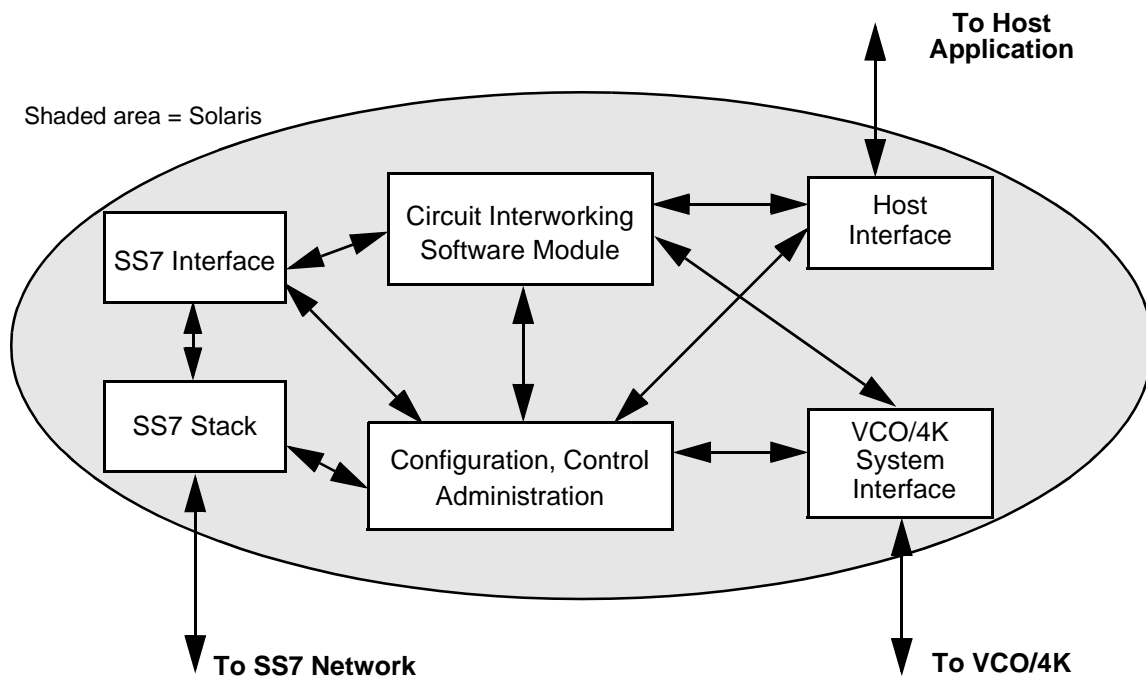 To Host
Application
Shaded area = Solaris
Circuit Interworking
Software Module
Host
Interface
SS7 Interface
SS7 Stack
Configuration, Control
Administration
VCO/4K
System
Interface
To SS7 Network
To VCO/4K